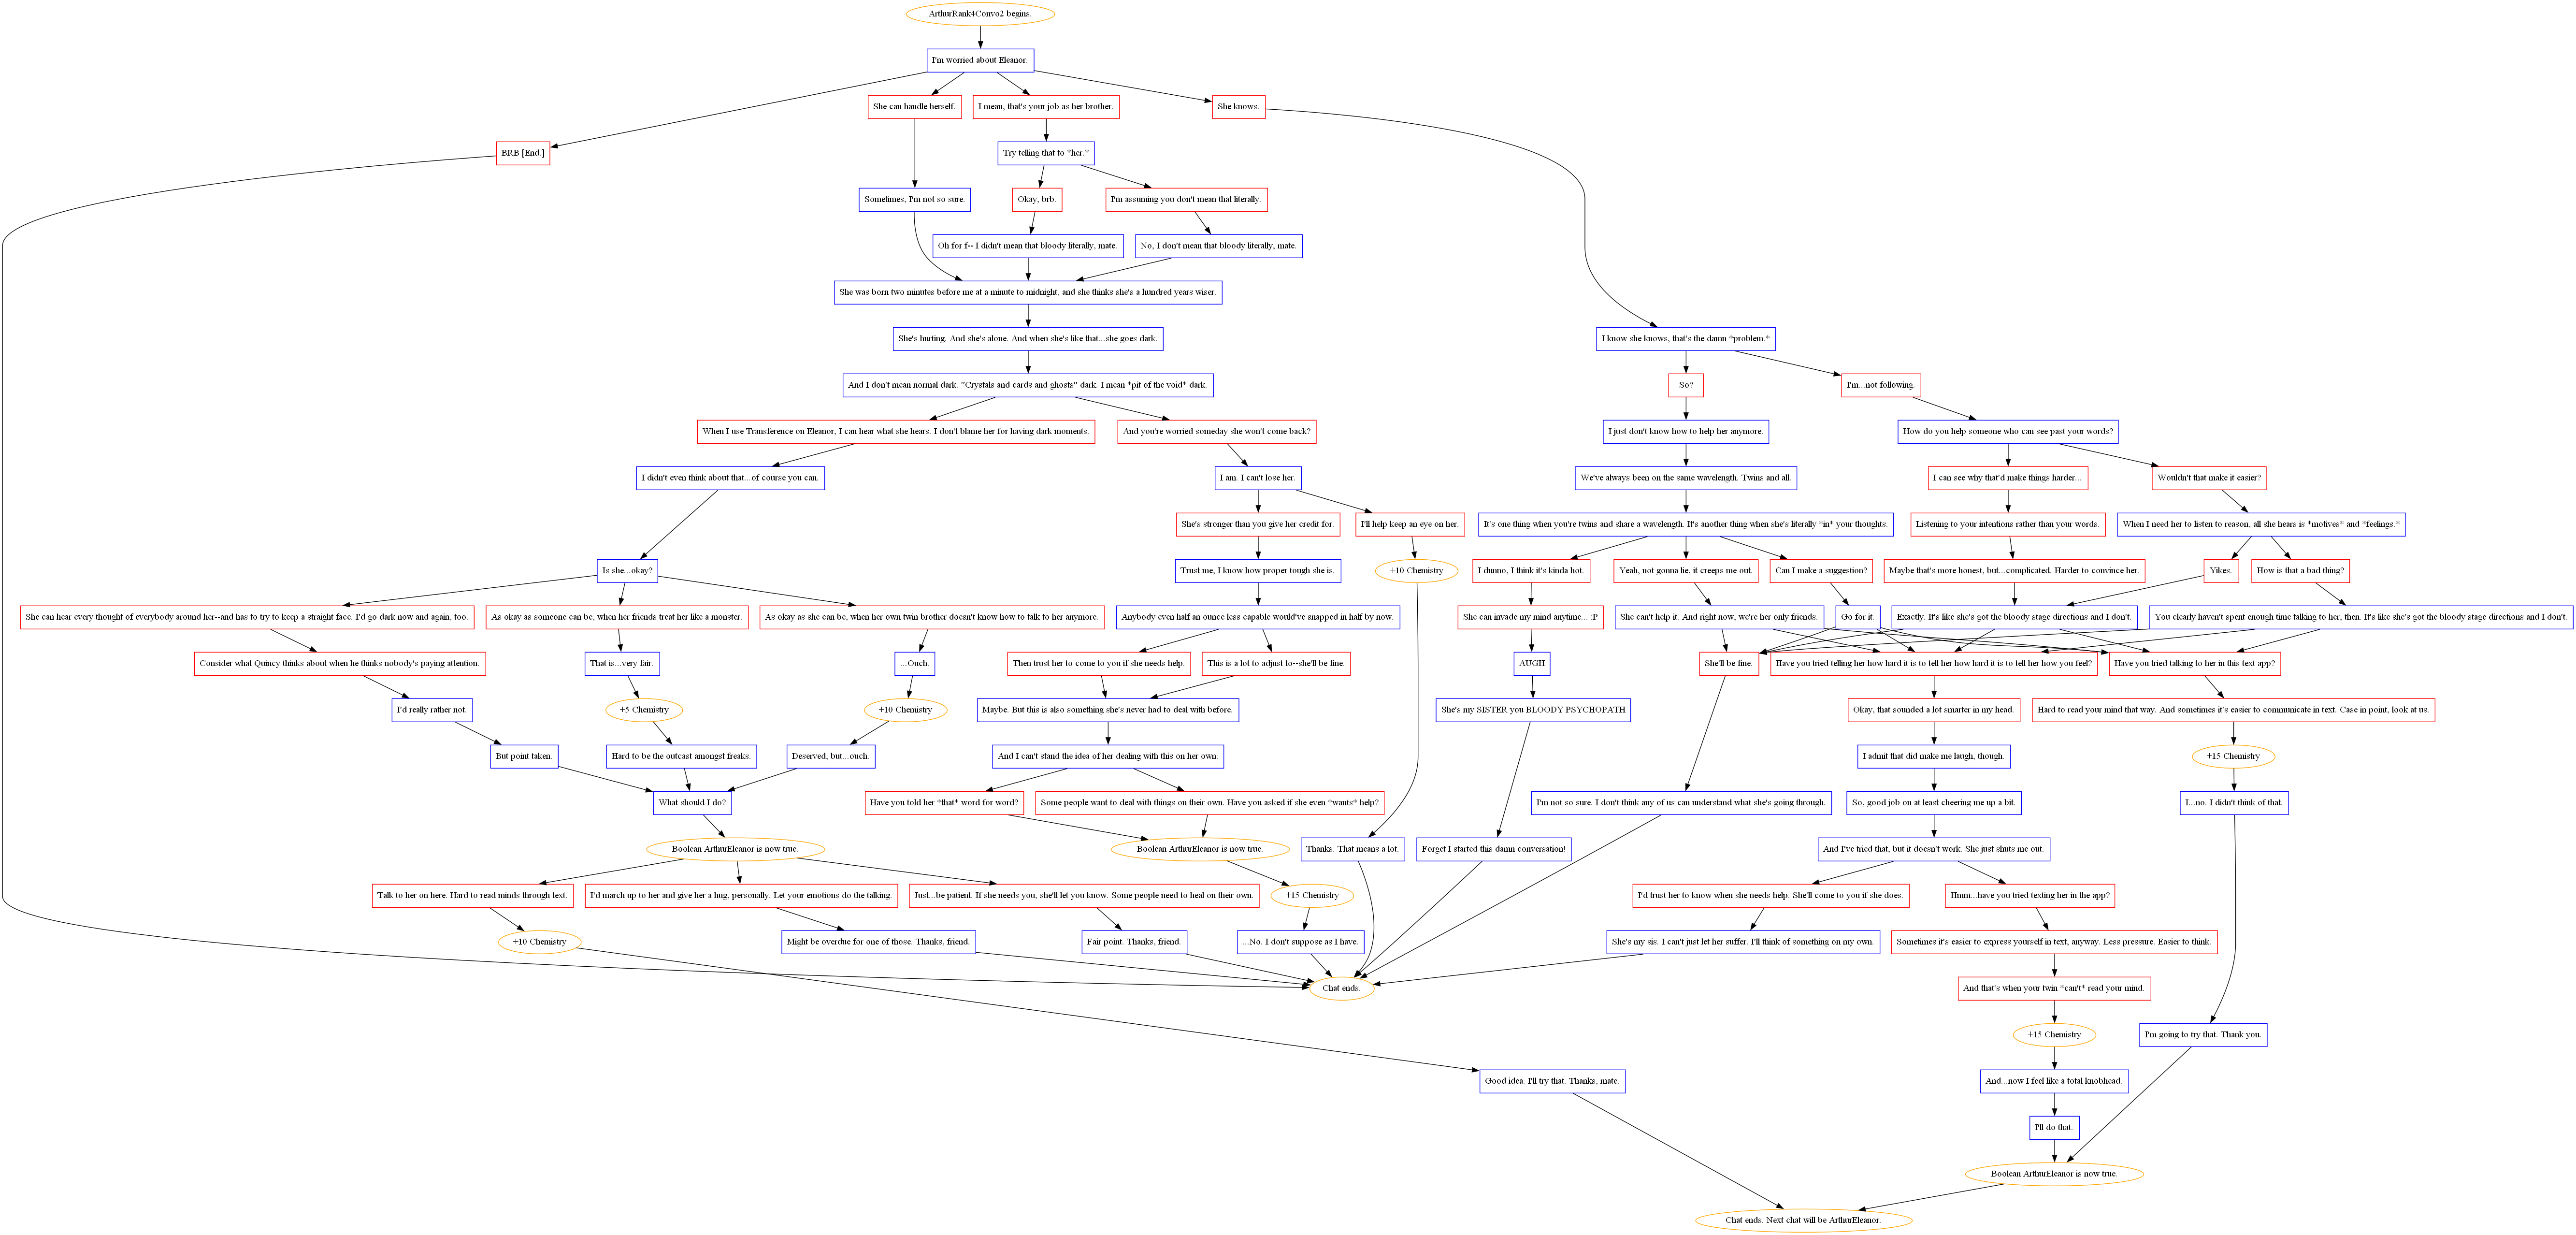 ArthurRank4Convo2 begins.
I'm worried about Eleanor.
She can handle herself.
I mean, that's your job as her brother.
She knows.
BRB [End.]
Try telling that to *her.*
Sometimes, I'm not so sure.
Okay, brb.
I'm assuming you don't mean that literally.
Oh for f-- I didn't mean that bloody literally, mate.
No, I don't mean that bloody literally, mate.
She was born two minutes before me at a minute to midnight, and she thinks she's a hundred years wiser.
She's hurting. And she's alone. And when she's like that...she goes dark.
I know she knows, that's the damn *problem.*
And I don't mean normal dark. "Crystals and cards and ghosts" dark. I mean *pit of the void* dark.
So?
I'm...not following.
When I use Transference on Eleanor, I can hear what she hears. I don't blame her for having dark moments.
And you're worried someday she won't come back?
I just don't know how to help her anymore.
How do you help someone who can see past your words?
I didn't even think about that...of course you can.
I am. I can't lose her.
We've always been on the same wavelength. Twins and all.
I can see why that'd make things harder...
Wouldn't that make it easier?
She's stronger than you give her credit for.
I'll help keep an eye on her.
It's one thing when you're twins and share a wavelength. It's another thing when she's literally *in* your thoughts.
Listening to your intentions rather than your words.
When I need her to listen to reason, all she hears is *motives* and *feelings.*
Is she...okay?
Trust me, I know how proper tough she is.
+10 Chemistry
I dunno, I think it's kinda hot.
Yeah, not gonna lie, it creeps me out.
Can I make a suggestion?
Maybe that's more honest, but...complicated. Harder to convince her.
Yikes.
How is that a bad thing?
She can hear every thought of everybody around her--and has to try to keep a straight face. I'd go dark now and again, too.
As okay as someone can be, when her friends treat her like a monster.
As okay as she can be, when her own twin brother doesn't know how to talk to her anymore.
Anybody even half an ounce less capable would've snapped in half by now.
She can invade my mind anytime... :P
She can't help it. And right now, we're her only friends.
Go for it.
Exactly. It's like she's got the bloody stage directions and I don't.
You clearly haven't spent enough time talking to her, then. It's like she's got the bloody stage directions and I don't.
Consider what Quincy thinks about when he thinks nobody's paying attention.
That is...very fair.
...Ouch.
Then trust her to come to you if she needs help.
This is a lot to adjust to--she'll be fine.
AUGH
She'll be fine.
Have you tried telling her how hard it is to tell her how hard it is to tell her how you feel?
Have you tried talking to her in this text app?
I'd really rather not.
+5 Chemistry
+10 Chemistry
Maybe. But this is also something she's never had to deal with before.
She's my SISTER you BLOODY PSYCHOPATH
Okay, that sounded a lot smarter in my head.
Hard to read your mind that way. And sometimes it's easier to communicate in text. Case in point, look at us.
But point taken.
Hard to be the outcast amongst freaks.
Deserved, but...ouch.
And I can't stand the idea of her dealing with this on her own.
I admit that did make me laugh, though.
+15 Chemistry
What should I do?
Have you told her *that* word for word?
Some people want to deal with things on their own. Have you asked if she even *wants* help?
I'm not so sure. I don't think any of us can understand what she's going through.
So, good job on at least cheering me up a bit.
I...no. I didn't think of that.
Boolean ArthurEleanor is now true.
Boolean ArthurEleanor is now true.
Thanks. That means a lot.
Forget I started this damn conversation!
And I've tried that, but it doesn't work. She just shuts me out.
Talk to her on here. Hard to read minds through text.
I'd march up to her and give her a hug, personally. Let your emotions do the talking.
Just...be patient. If she needs you, she'll let you know. Some people need to heal on their own.
+15 Chemistry
I'd trust her to know when she needs help. She'll come to you if she does.
Hmm...have you tried texting her in the app?
+10 Chemistry
Might be overdue for one of those. Thanks, friend.
Fair point. Thanks, friend.
...No. I don't suppose as I have.
She's my sis. I can't just let her suffer. I'll think of something on my own.
Sometimes it's easier to express yourself in text, anyway. Less pressure. Easier to think.
Chat ends.
And that's when your twin *can't* read your mind.
+15 Chemistry
I'm going to try that. Thank you.
Good idea. I'll try that. Thanks, mate.
And...now I feel like a total knobhead.
I'll do that.
Boolean ArthurEleanor is now true.
Chat ends. Next chat will be ArthurEleanor.